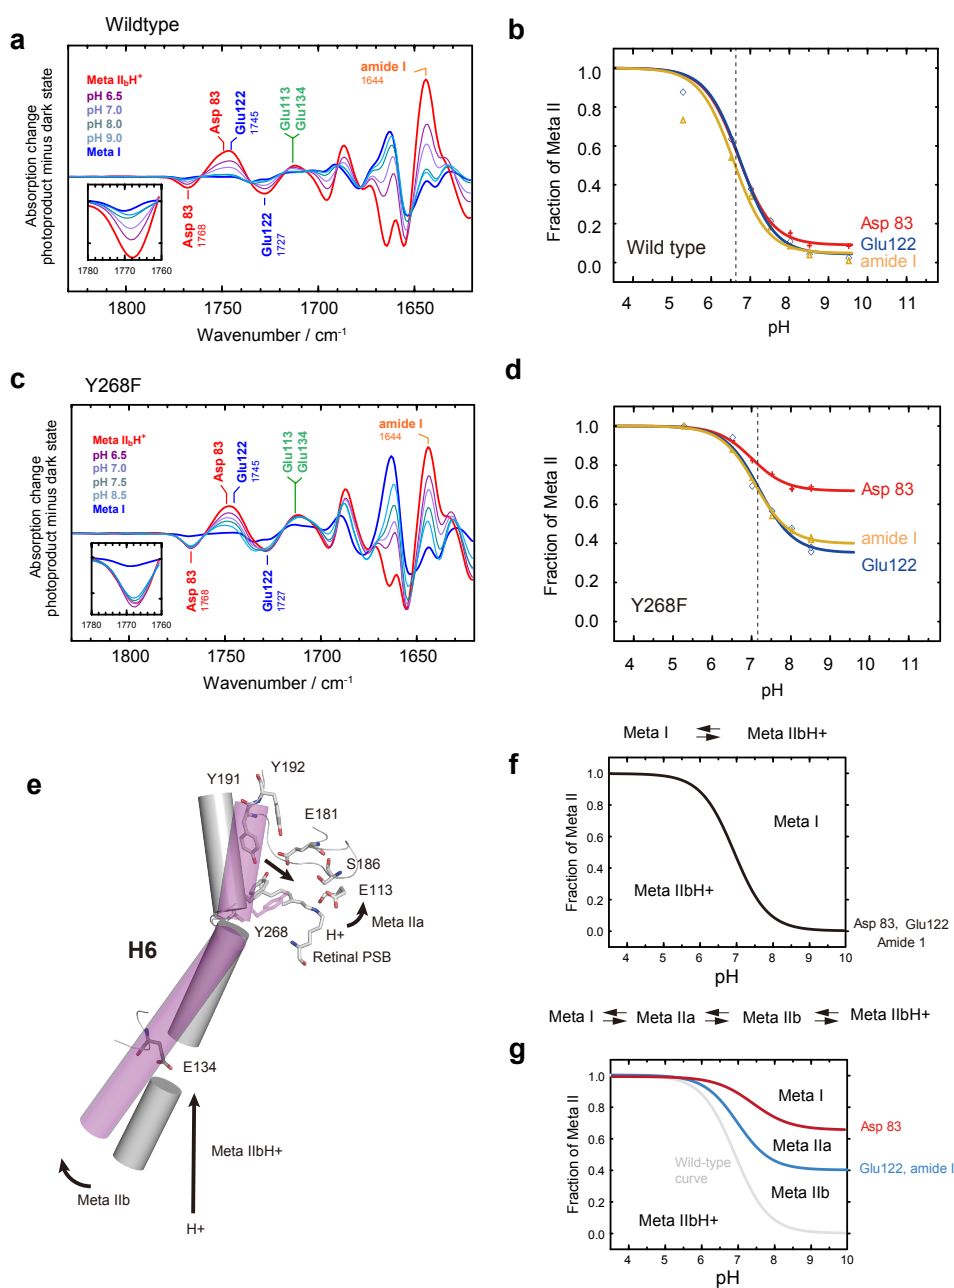 a
Wildtype
Absorption change
photoproduct minus dark state
Meta IIbH+
pH 6.5
pH 7.0
pH 8.0
pH 9.0
Meta I
Asp 83
Glu122
1745
Glu113
Glu134
amide I
1644
Asp 83
1768
Glu122
1727
1780 1770 1760
1800 1750 1700 1650
Wavenumber / cm-1
b
Fraction of Meta II
1.0
0.8
0.6
0.4
0.2
0.0
Asp 83
Glu122
amide I
Wild type
4 5 6 7 8 9 10 11
pH
c
Y268F
Absorption change
photoproduct minus dark state
Meta IIbH+
pH 6.5
pH 7.0
pH 7.5
pH 8.5
Meta I
Asp 83
Glu122
1745
Glu113
Glu134
amide I
1644
Asp 83
1768
Glu122
1727
1780 1770 1760
1800 1750 1700 1650
Wavenumber / cm-1
d
Fraction of Meta II
1.0
0.8
0.6
0.4
0.2
0.0
Asp 83
amide I
Glu122
Y268F
4 5 6 7 8 9 10 11
pH
e
Y191
Y192
E181
S186
E113
Meta IIa
Y268
H+
Retinal PSB
H6
E134
Meta IIbH+
Meta IIb
H+
Meta I Meta IIbH+
f
Fraction of Meta II
1.0
0.8
0.6
0.4
0.2
0.0
Meta I
Meta IIbH+
Asp 83, Glu122
Amide 1
4 5 6 7 8 9 10
pH
Meta I Meta IIa Meta IIb Meta IIbH+
g
Fraction of Meta II
1.0
0.8
0.6
0.4
0.2
0.0
Meta I
Asp 83
Meta IIa
Glu122, amide I
Wild-type
curve
Meta IIb
Meta IIbH+
4 5 6 7 8 9 10
pH